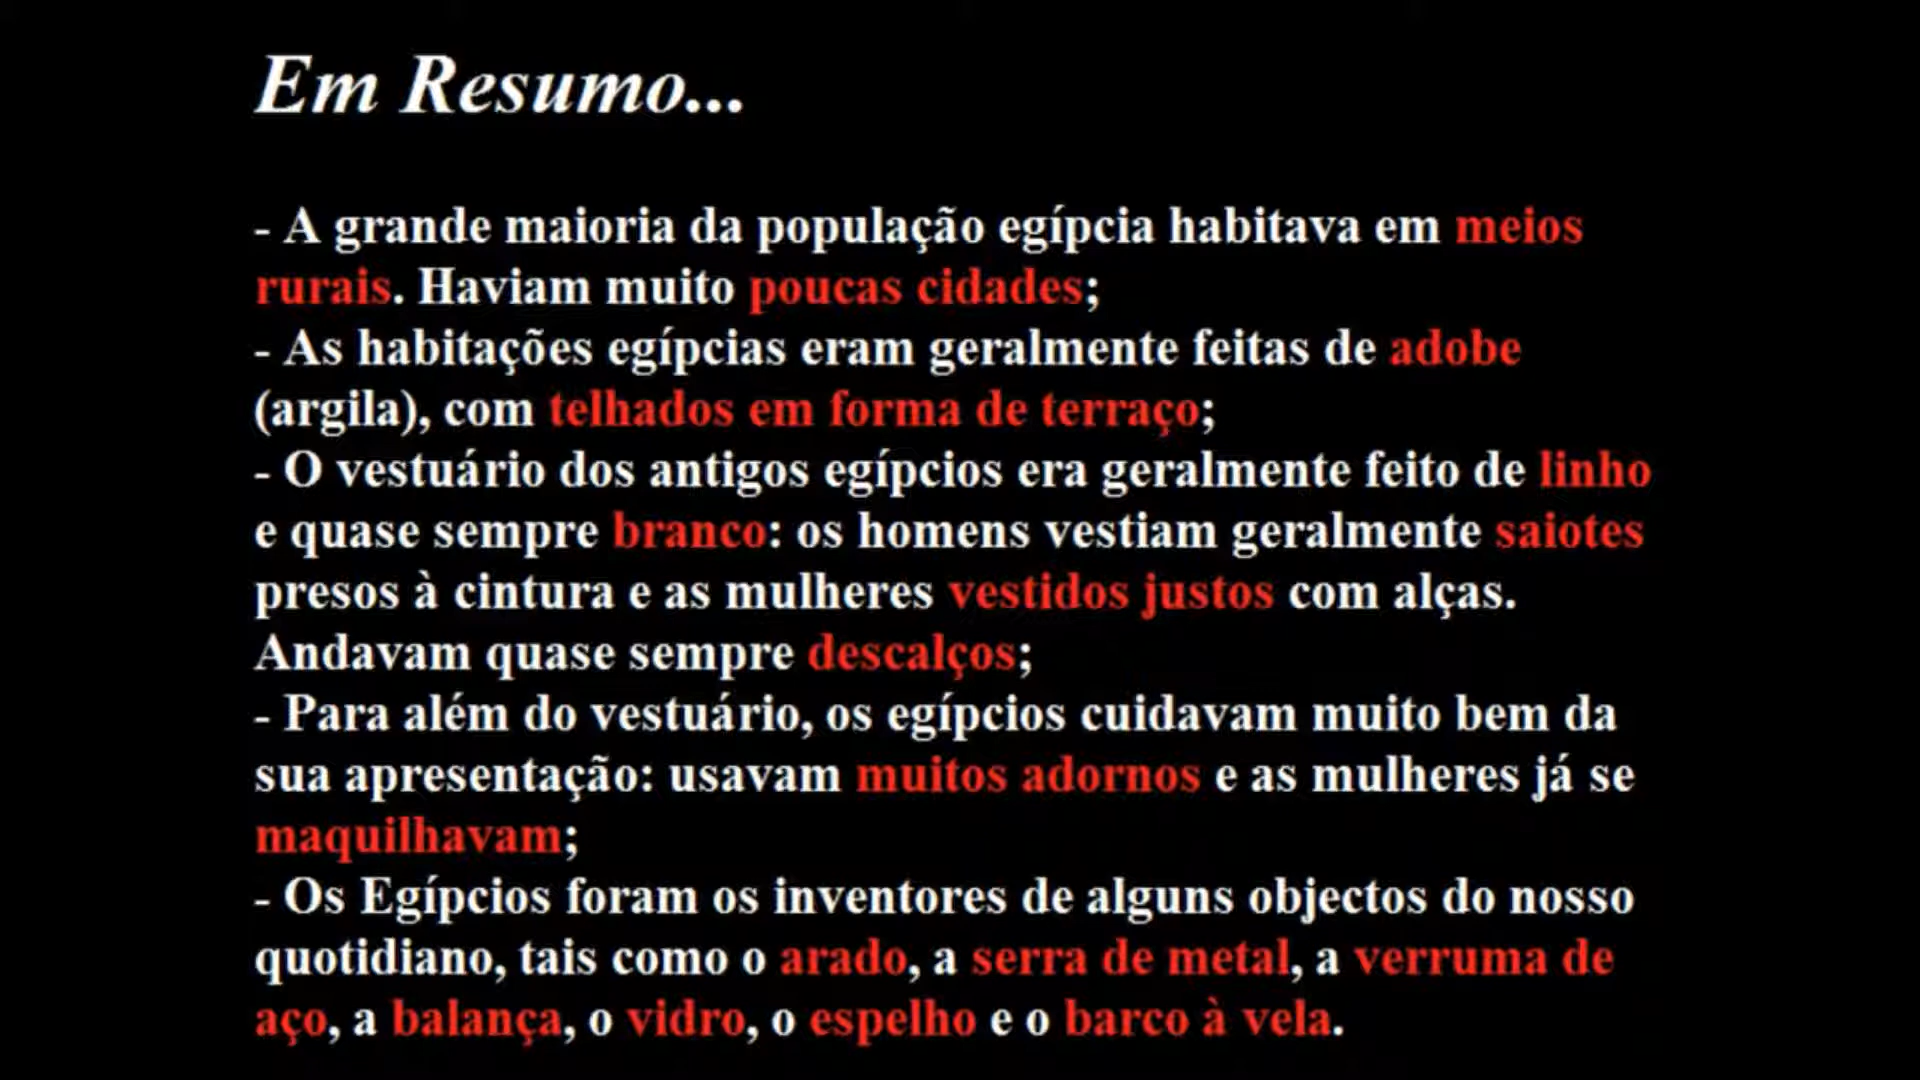 Em Resumo...
- A grande maioria da população egípcia habitava em meios
rurais. Haviam muito poucas cidades;
- As habitações egípcias eram geralmente feitas de adobe
(argila), com telhados em forma de terraço;
- O vestuário dos antigos egípcios era geralmente feito de linho
e quase sempre branco: os homens vestiam geralmente saiotes
presos à cintura e as mulheres vestidos justos com alças.
Andavam quase sempre descalços;
- Para além do vestuário, os egípcios cuidavam muito bem da
sua apresentação: usavam muitos adornos e as mulheres já se
maquilhavam;
- Os Egípcios foram os inventores de alguns objectos do nosso
quotidiano, tais como o arado, a serra de metal, a verruma de
aço, a balança, o vidro, o espelho e o barco à vela.